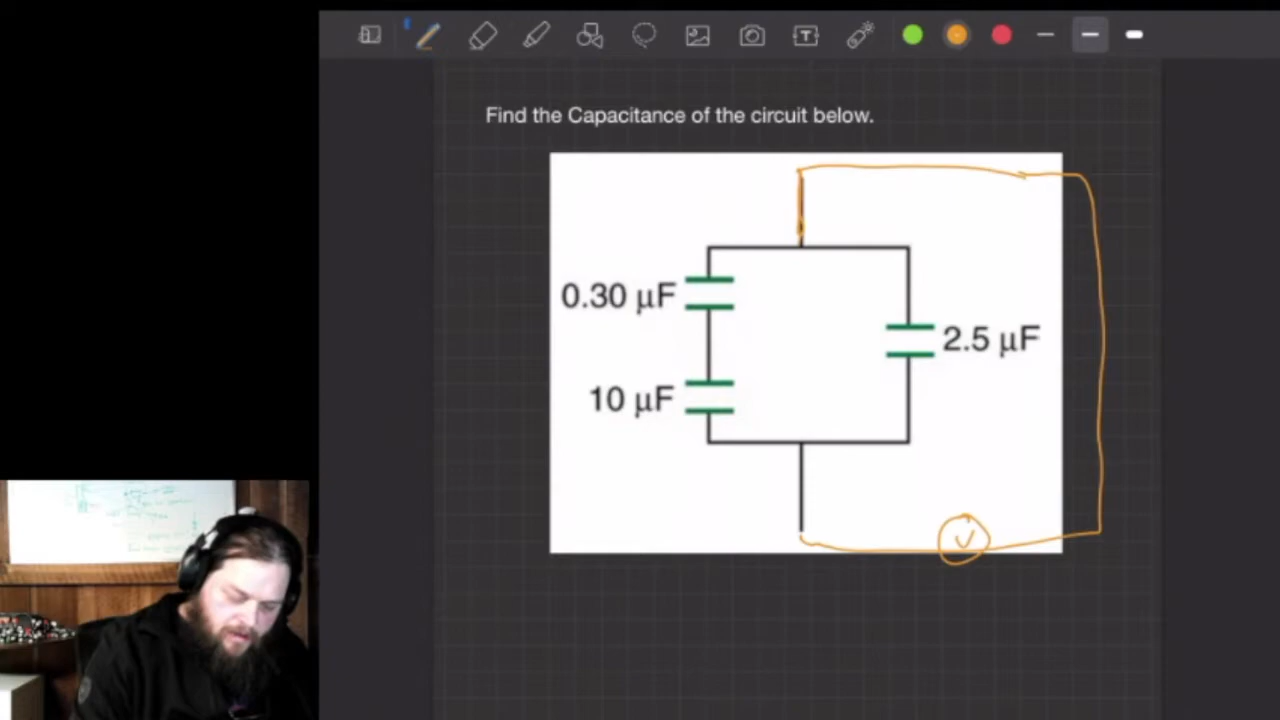 Find the Capacitance of the circuit below.
0.30 µF
2.5 µF
10 µF
V